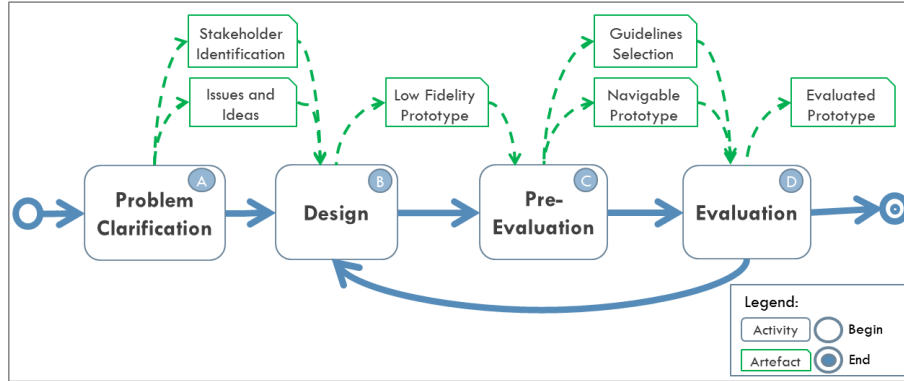 Stakeholder
Identification
Issues and
Ideas
Low Fidelity
Prototype
Guidelines
Selection
Navigable
Prototype
Evaluated
Prototype
A
Problem
Clarification
B
Design
C
Pre-
Evaluation
D
Evaluation
Legend:
Activity
Begin
Artefact
End